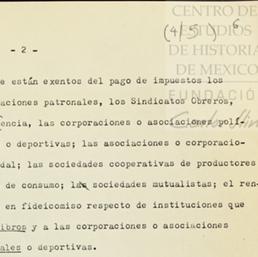 CENTRO DE
ESTUDIOS
DE HISTORIA
DE MEXICO
FUNDACIÓN
(4/5) 6
- 2 -
e están exentos del pago de impuestos los
aciones patronales, los Sindicatos Obreros,
encia, las corporaciones o asociaciones polí-
o deportivas; las asociaciones o corporacio-
dal; las sociedades cooperativas de productores
de consumo; las sociedades mutualistas; el ren-
en fideicomiso respecto de instituciones que
ibros y a las corporaciones o asociaciones
ales o deportivas.